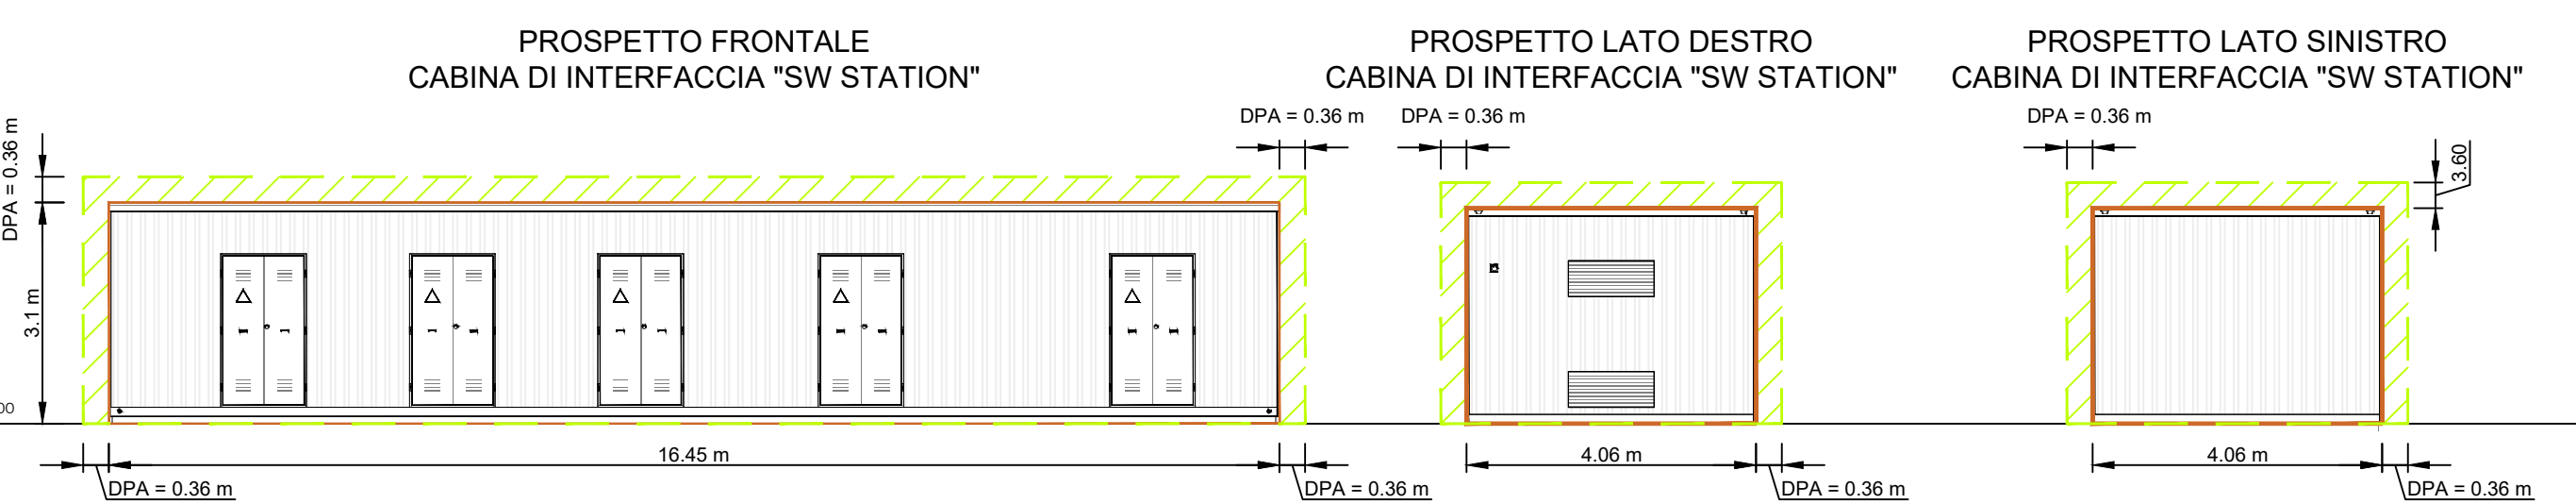 PROSPETTO FRONTALE
CABINA DI INTERFACCIA "SW STATION"
PROSPETTO LATO DESTRO
CABINA DI INTERFACCIA "SW STATION"
PROSPETTO LATO SINISTRO
CABINA DI INTERFACCIA "SW STATION"
DPA = 0.36 m
DPA = 0.36 m
DPA = 0.36 m
DPA = 0.36 m
3.60
3.1 m
16.45 m
4.06 m
4.06 m
DPA = 0.36 m
DPA = 0.36 m
DPA = 0.36 m
DPA = 0.36 m